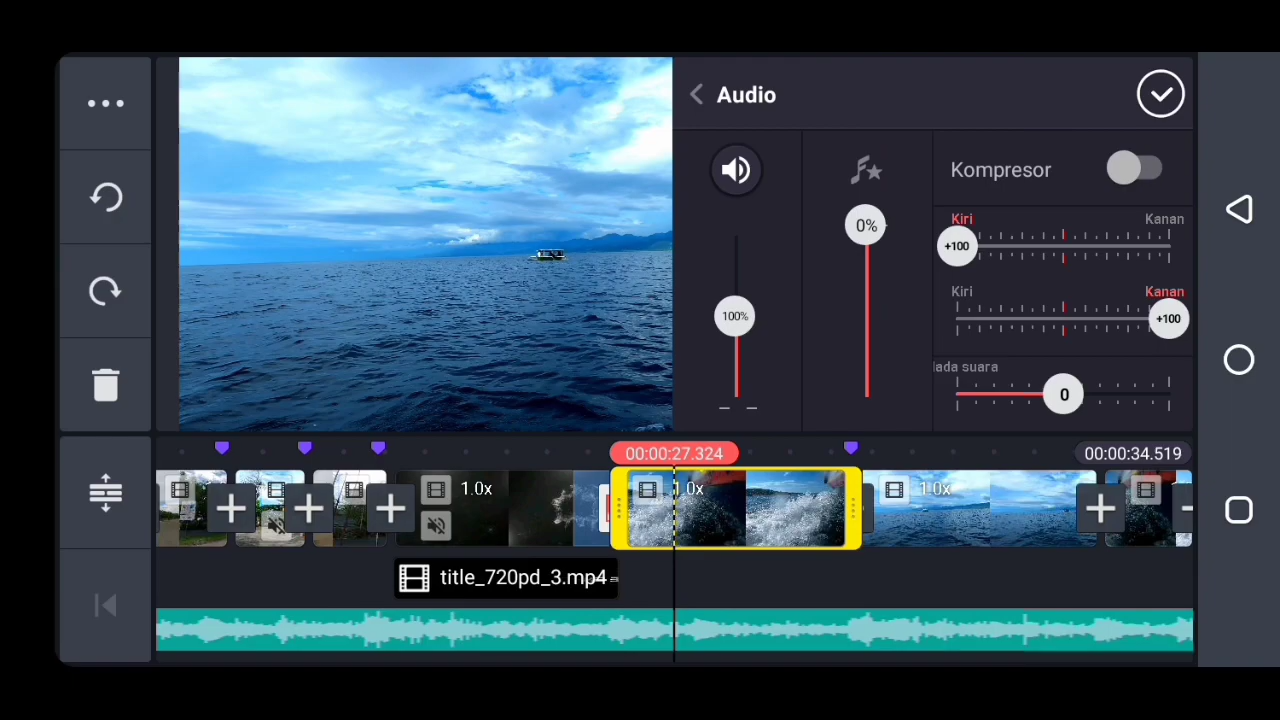 Audio
Kompresor
0%
100%
Kiri Kanan
+100
Kiri Kanan
+100
lada suara
0
00:00:27.324
00:00:34.519
1.0x
1.0x
1.0x
title_720pd_3.mp4